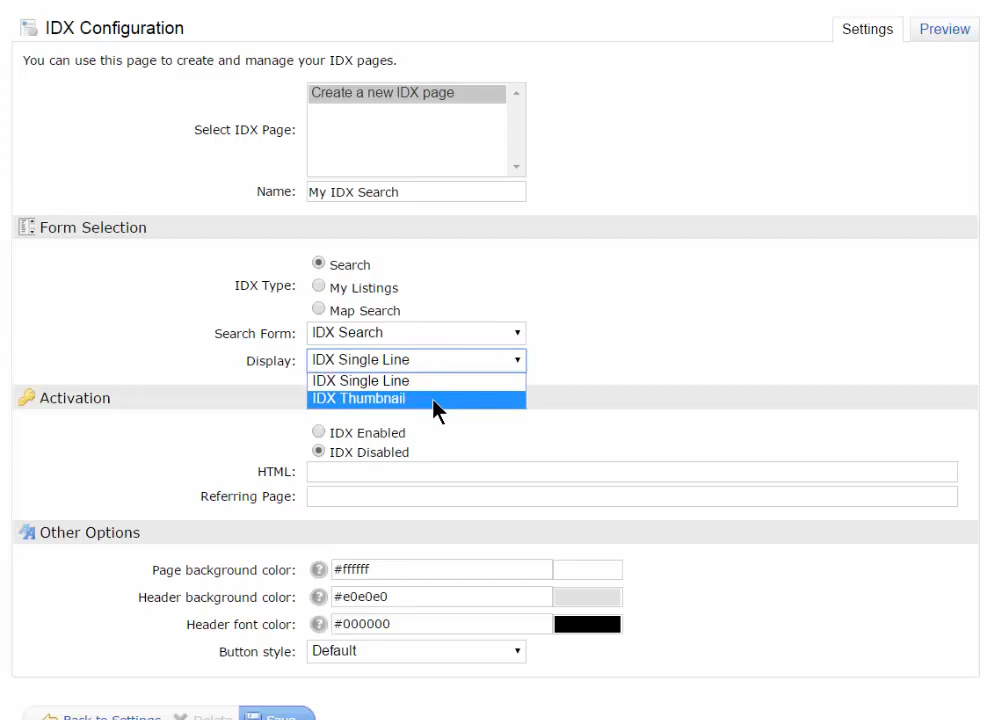 IDX Configuration
Settings
Preview
You can use this page to create and manage your IDX pages.
Select IDX Page:
Create a new IDX page
Name:
My IDX Search
Form Selection
IDX Type:
Search
My Listings
Map Search
Search Form:
IDX Search
Display:
IDX Single Line
IDX Single Line
IDX Thumbnail
Activation
IDX Enabled
IDX Disabled
HTML:
Referring Page:
Other Options
Page background color:
? #ffffff
Header background color:
? #e0e0e0
Header font color:
? #000000
Button style:
Default
Back to Settings
Delete
Save